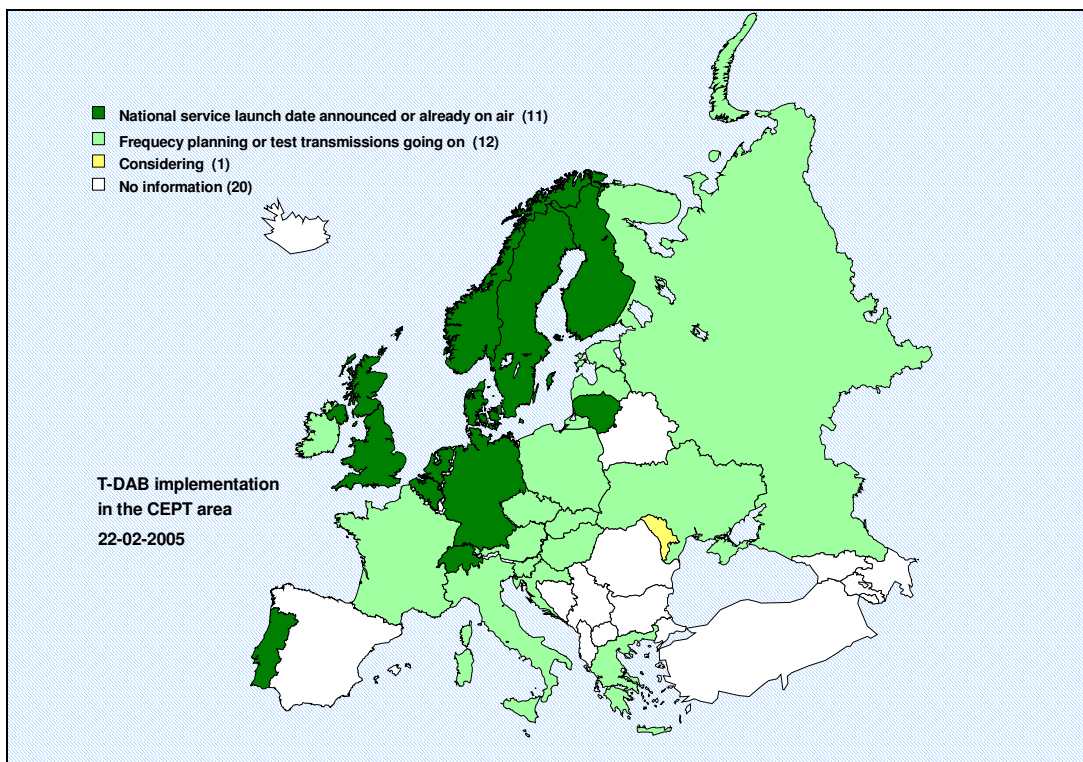 National service launch date announced or already on air (11)
Frequecy planning or test transmissions going on (12)
Considering (1)
No information (20)
T-DAB implementation
in the CEPT area
22-02-2005